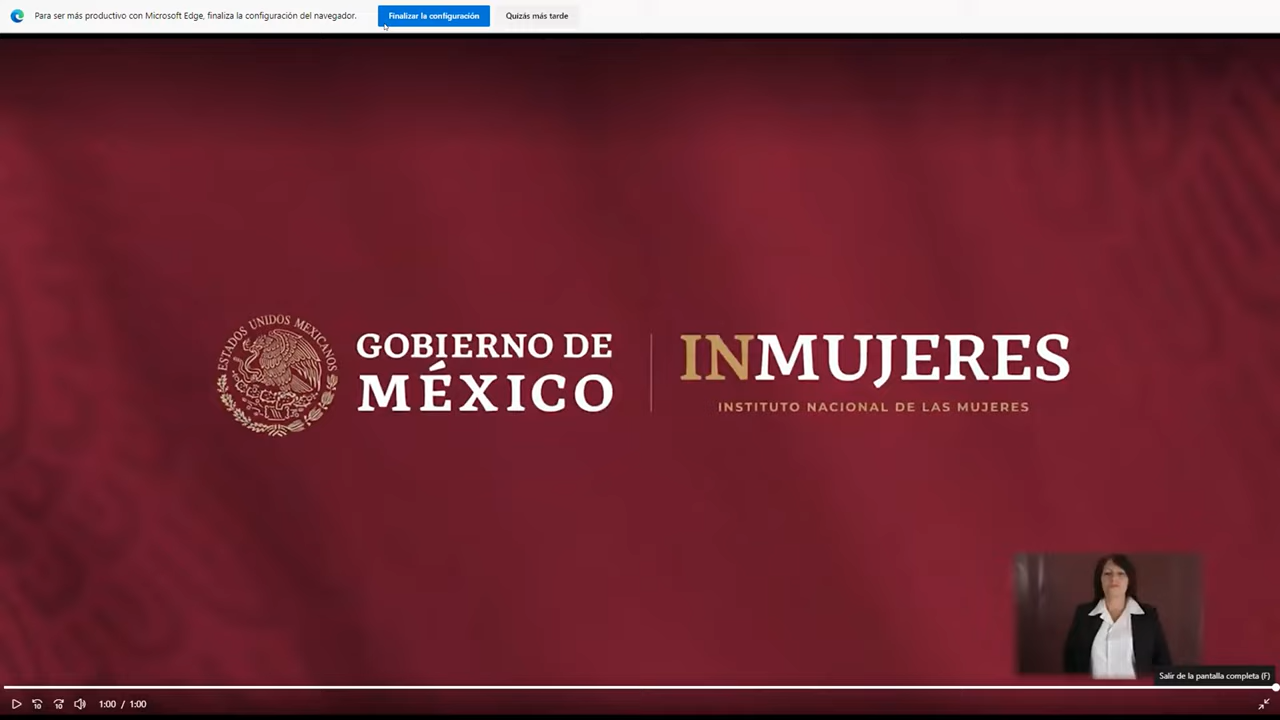 Para ser más productivo con Microsoft Edge, finaliza la configuración del navegador.
Finalizar la configuración
Quizás más tarde
ESTADOS UNIDOS MEXICANOS
GOBIERNO DE
MÉXICO
INMUJERES
INSTITUTO NACIONAL DE LAS MUJERES
Salir de la pantalla completa (F)
10
10
1:00 / 1:00